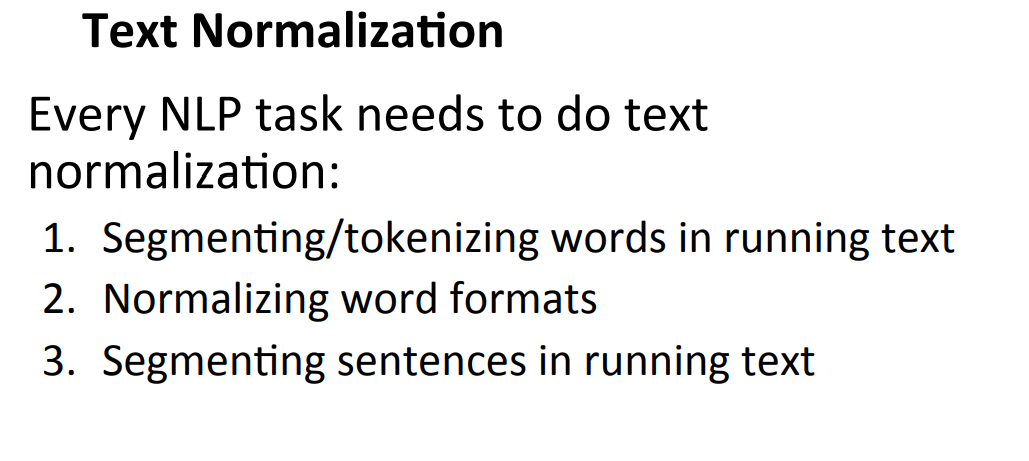 Text Normalization
Every NLP task needs to do text
normalization:
1. Segmenting/tokenizing words in running text
2. Normalizing word formats
3. Segmenting sentences in running text